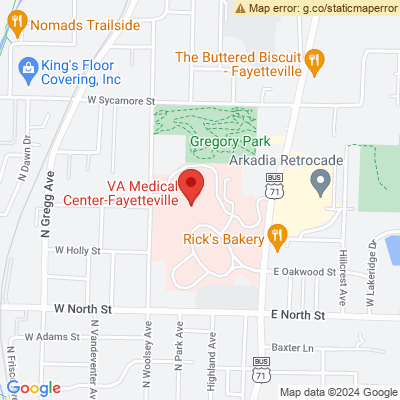 Map error: g.co/staticmaperror
Nomads Trailside
The Buttered Biscuit
- Fayetteville
King's Floor
Covering, Inc
W Sycamore St
Gregory Park
Arkadia Retrocade
N Dawn Dr
BUS
71
VA Medical
Center-Fayetteville
N Gregg Ave
Rick's Bakery
W Holly St
E Oakwood St
Hillcrest Ave
W Lakeridge Dr
W North St
E North St
W Adams St
N Vandeventer Ave
N Woolsey Ave
N Park Ave
Highland Ave
Baxter Ln
BUS
71
N Frisco
Google
Map data ©2024 Google